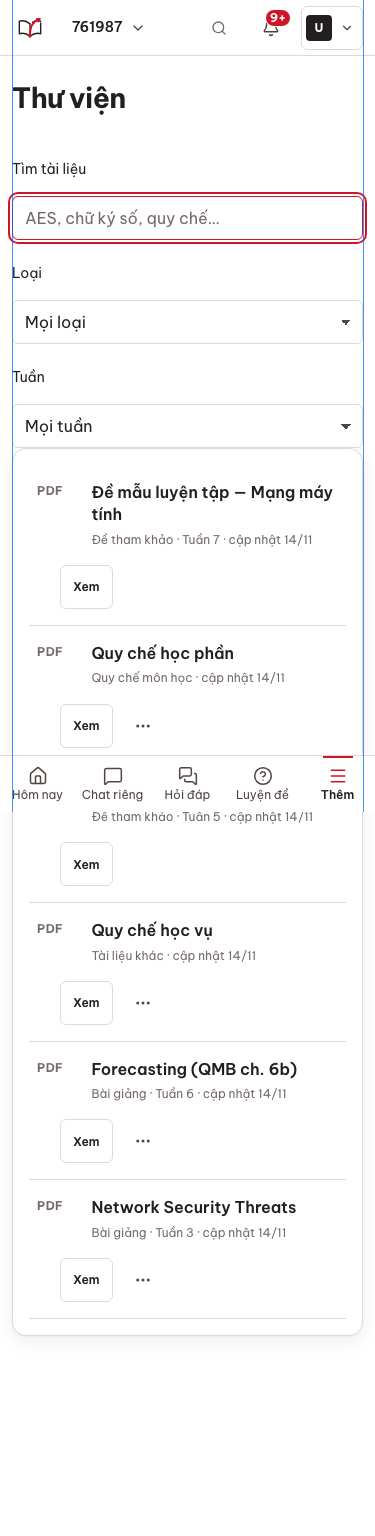 761987
9+
U
Thư viện
Tìm tài liệu
AES, chữ ký số, quy chế...
Loại
Mọi loại
Tuần
Mọi tuần
PDF
Đề mẫu luyện tập — Mạng máy
tính
Đề tham khảo · Tuần 7 · cập nhật 14/11
Xem
PDF
Quy chế học phần
Quy chế môn học · cập nhật 14/11
Xem
Hôm nay
Chat riêng
Hỏi đáp
Luyện đề
Thêm
Đề tham khảo · Tuần 5 · cập nhật 14/11
Xem
PDF
Quy chế học vụ
Tài liệu khác · cập nhật 14/11
Xem
PDF
Forecasting (QMB ch. 6b)
Bài giảng · Tuần 6 · cập nhật 14/11
Xem
PDF
Network Security Threats
Bài giảng · Tuần 3 · cập nhật 14/11
Xem